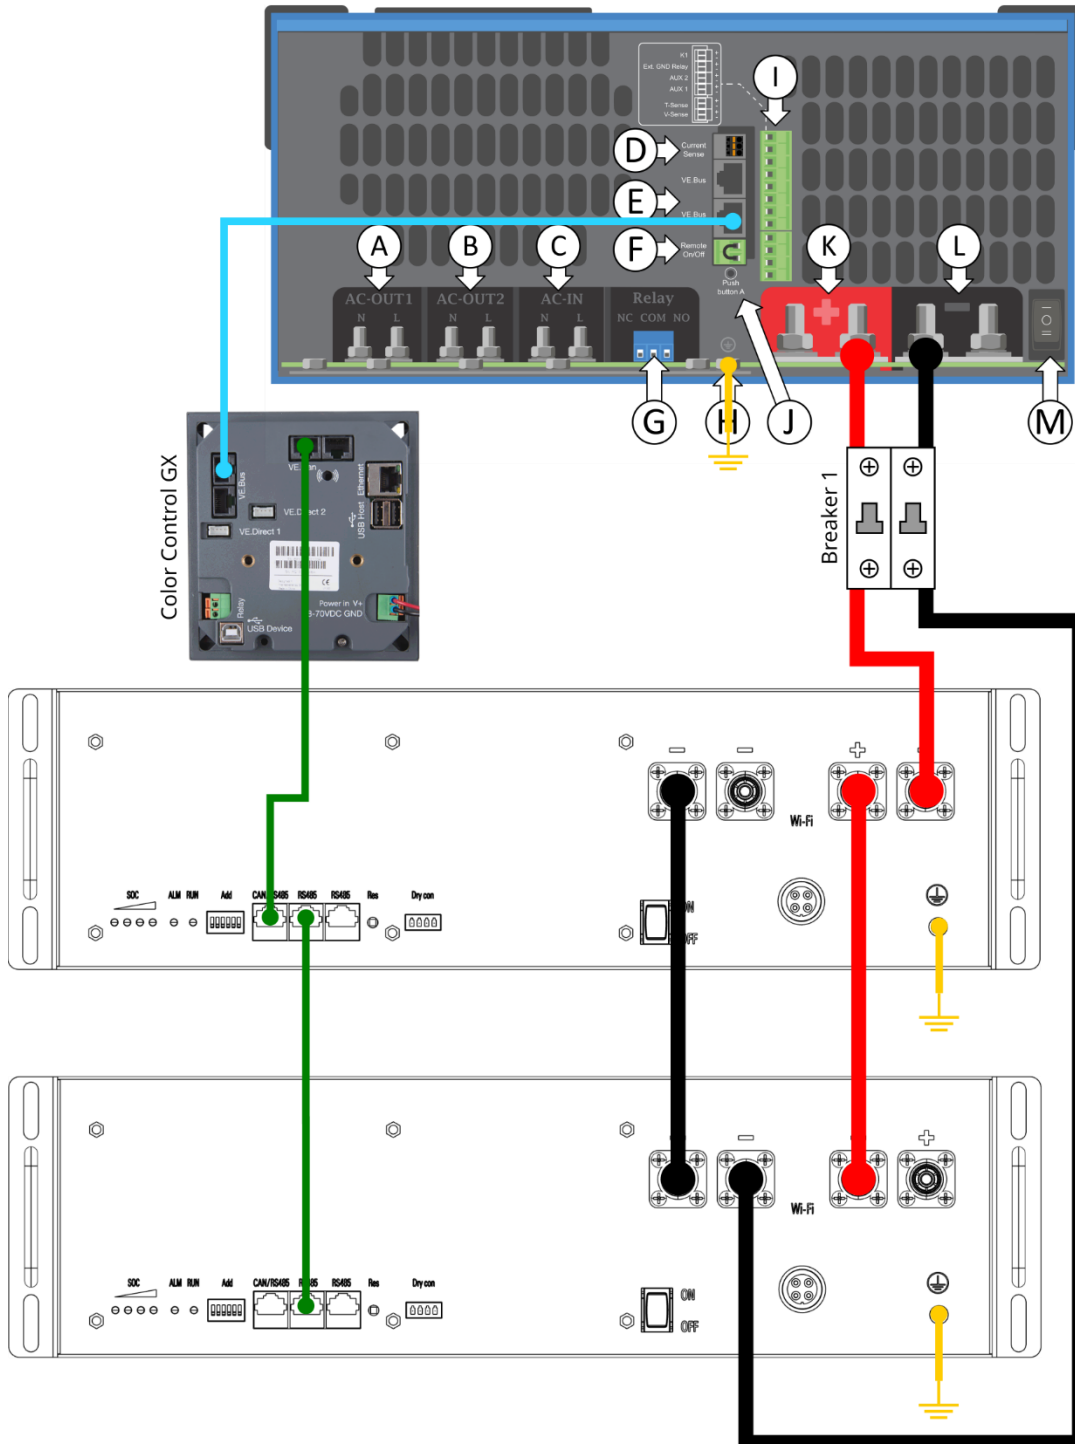 K1
Ext. GND Relay
AUX 2
AUX 1
T-Sense
V-Sense
+
-
I
D
Current
Sense
VE.Bus
E
VE.Bus
F
Remote
On/Off
Push
button A
A
B
C
K
L
AC-OUT1
N L
AC-OUT2
N L
AC-IN
N L
Relay
NC COM NO
G
H
J
M
Color Control GX
VE.Bus
Ethernet
USB Host
VE.Direct 2
VE.Direct 1
Power in V+
8-70VDC GND
Relay
USB Device
CE
Breaker 1
Wi-Fi
SOC
ALM RUN
Add
CAN/RS485
RS485
RS485
Res
Dry con
ON
OFF
Wi-Fi
SOC
ALM RUN
Add
CAN/RS485
RS485
RS485
Res
Dry con
ON
OFF